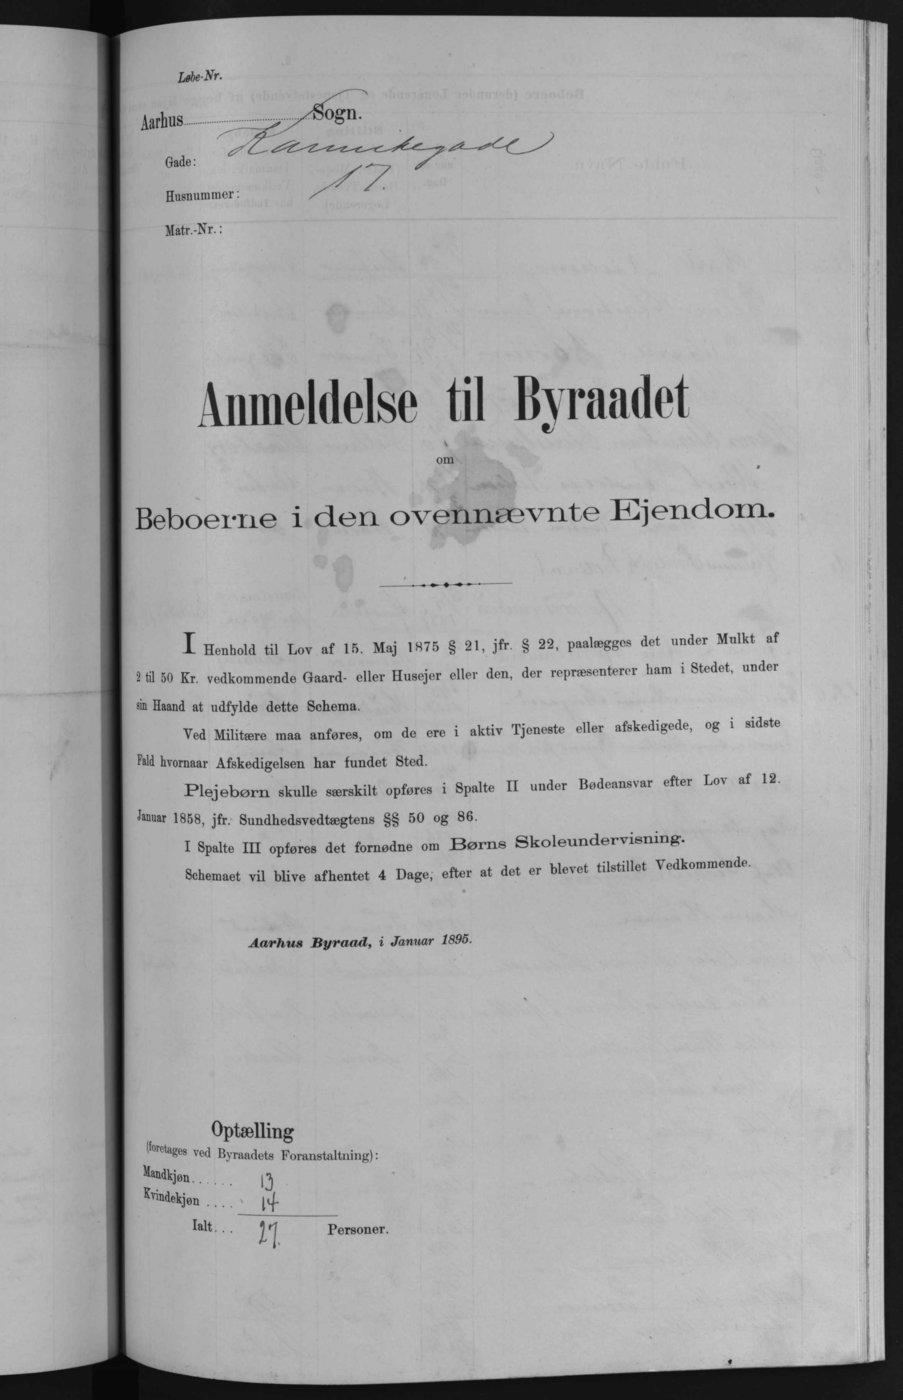 Løbe-Nr.
Aarhus Sogn.
Gade: Kannikegade
Husnummer: 17.
Matr.-Nr.:
Anmeldelse til Byraadet
om
Beboerne i den ovennævnte Ejendom.
I Henhold til Lov af 15. Maj 1875 § 21, jfr. § 22, paalægges det under Mulkt af
2 til 50 Kr. vedkommende Gaard- eller Husejer eller den, der repræsenterer ham i Stedet, under
sin Haand at udfylde dette Schema.
Ved Militære maa anføres, om de ere i aktiv Tjeneste eller afskedigede, og i sidste
Fald hvornaar Afskedigelsen har fundet Sted.
Plejebørn skulle særskilt opføres i Spalte II under Bødeansvar efter Lov af 12.
Januar 1858, jfr. Sundhedsvedtægtens §§ 50 og 86.
I Spalte III opføres det fornødne om Børns Skoleundervisning.
Schemaet vil blive afhentet 4 Dage, efter at det er blevet tilstillet Vedkommende.
Aarhus Byraad, i Januar 1895.
Optælling
(foretages ved Byraadets Foranstaltning):
Mandkjøn...... 13
Kvindekjøn.... 14
Ialt... 27. Personer.